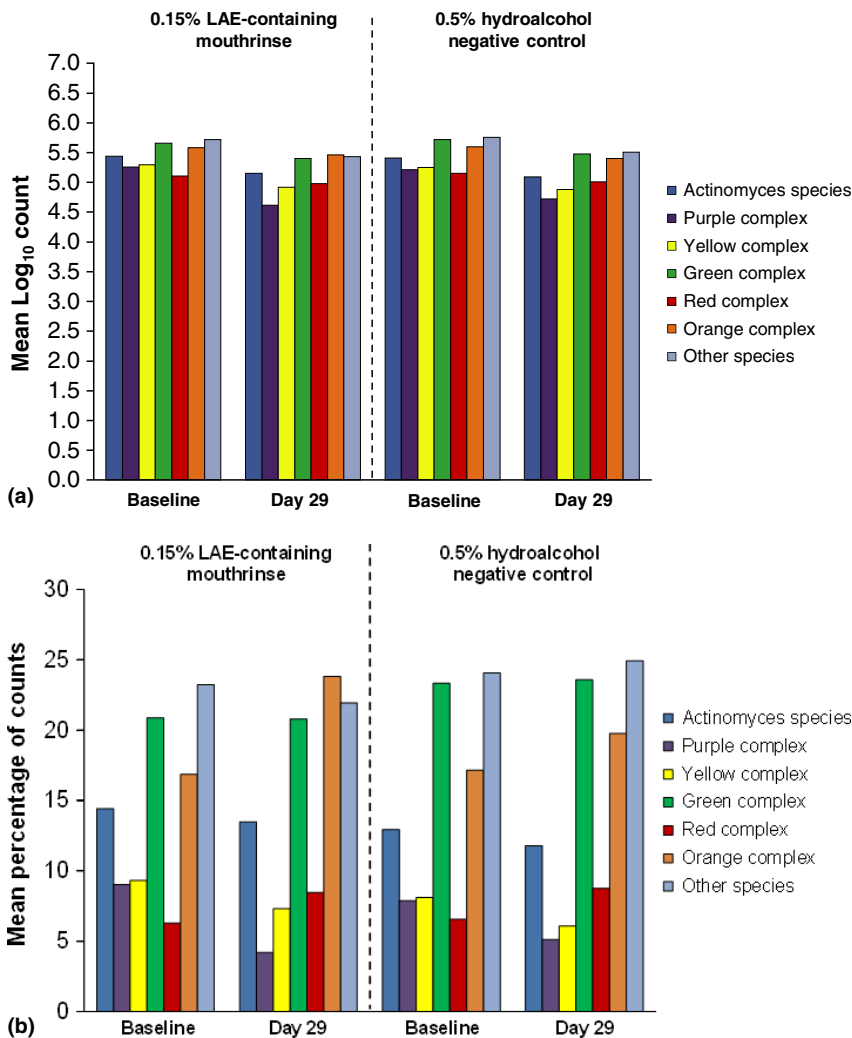 0.15% LAE-containing
mouthrinse
0.5% hydroalcohol
negative control
7.0
6.5
6.0
5.5
5.0
4.5
4.0
3.5
3.0
2.5
2.0
1.5
1.0
0.5
0.0
Mean Log₁₀ count
Baseline
Day 29
Baseline
Day 29
Actinomyces species
Purple complex
Yellow complex
Green complex
Red complex
Orange complex
Other species
(a)
0.15% LAE-containing
mouthrinse
0.5% hydroalcohol
negative control
30
25
20
15
10
5
0
Mean percentage of counts
Baseline
Day 29
Baseline
Day 29
Actinomyces species
Purple complex
Yellow complex
Green complex
Red complex
Orange complex
Other species
(b)